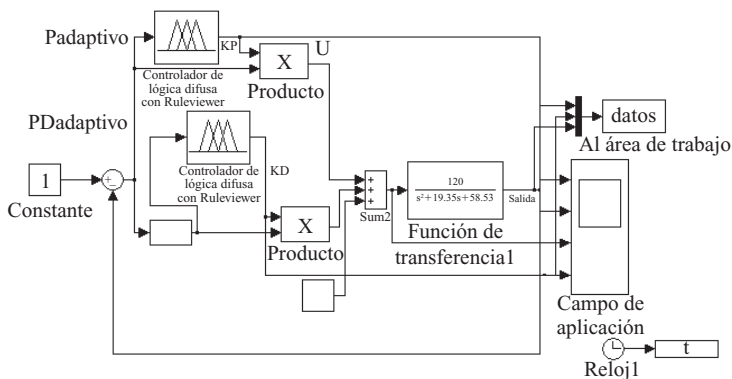 Padaptivo
KP
U
X
Controlador de
lógica difusa
con Ruleviewer
Producto
PDadaptivo
datos
Al área de trabajo
Controlador de
lógica difusa
con Ruleviewer
KD
1
+
−
Constante
+
+
+
Sum2
120
s²+19.35s+58.53
Salida
X
Producto
Función de
transferencia1
Campo de
aplicación
t
Reloj1